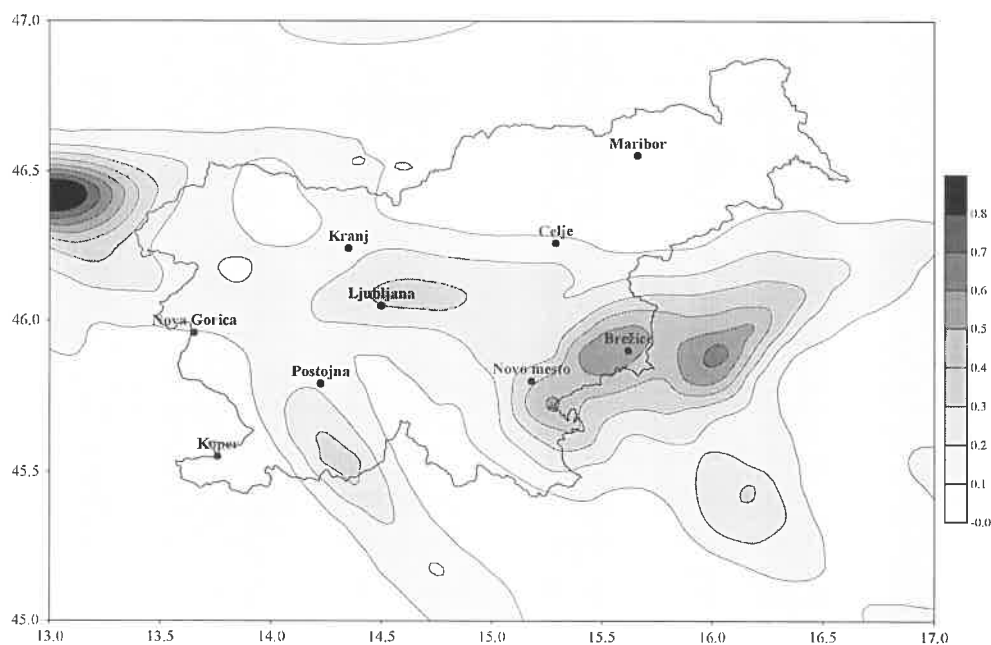 47.0
Maribor
46.5
0.8
Kranj
Celje
0.7
0.6
Ljubljana
46.0
Nova Gorica
0.5
Brežice
0.4
Postojna
Novo mesto
0.3
Koper
45.5
0.2
0.1
-0.0
45.0
13.0 13.5 14.0 14.5 15.0 15.5 16.0 16.5 17.0